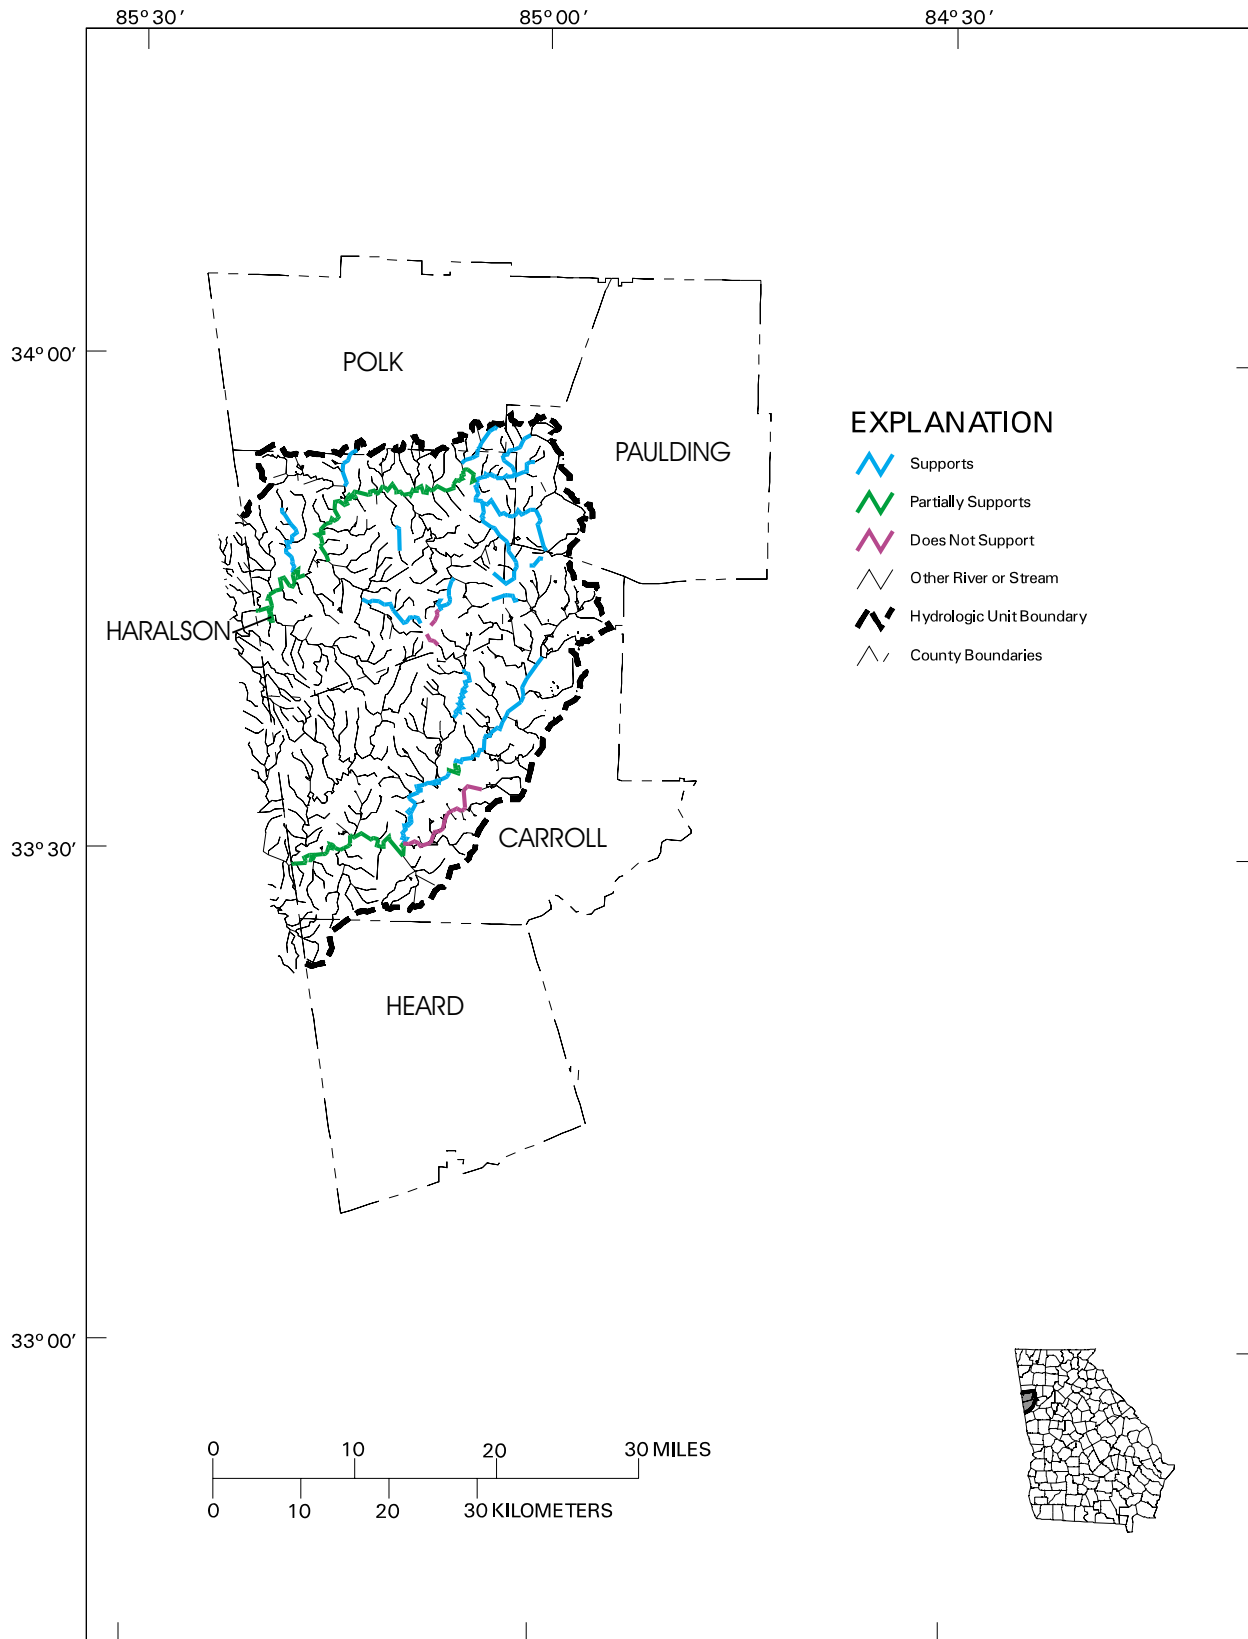 85° 30 ′
85° 00 ′
84° 30 ′
34° 00′
POLK
PAULDING
EXPLANATION
Supports
Partially Supports
Does Not Support
Other River or Stream
Hydrologic Unit Boundary
County Boundaries
HARALSON
CARROLL
33° 30′
HEARD
33° 00′
0 10 20 30 MILES
0 10 20 30 KILOMETERS